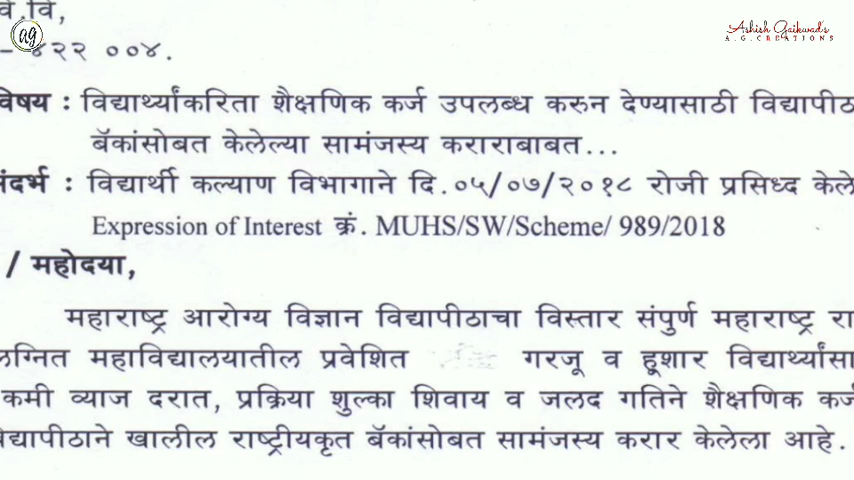 वि.वि,
ag
Ashish Gaikwad's
A.G.CREATIONS
– ४२२ ००४.
विषय : विद्यार्थ्यांकरिता शैक्षणिक कर्ज उपलब्ध करुन देण्यासाठी विद्यापीठ
बॅकांसोबत केलेल्या सामंजस्य कराराबाबत...
संदर्भ : विद्यार्थी कल्याण विभागाने दि.०५/०७/२०१८ रोजी प्रसिध्द केले
Expression of Interest क्रं. MUHS/SW/Scheme/ 989/2018
/ महोदया,
महाराष्ट्र आरोग्य विज्ञान विद्यापीठाचा विस्तार संपुर्ण महाराष्ट्र रा
लग्नित महाविद्यालयातील प्रवेशित गरजू व हूशार विद्यार्थ्यांसा
कमी व्याज दरात, प्रक्रिया शुल्का शिवाय व जलद गतिने शैक्षणिक कर्ज
विद्यापीठाने खालील राष्ट्रीयकृत बॅकांसोबत सामंजस्य करार केलेला आहे.